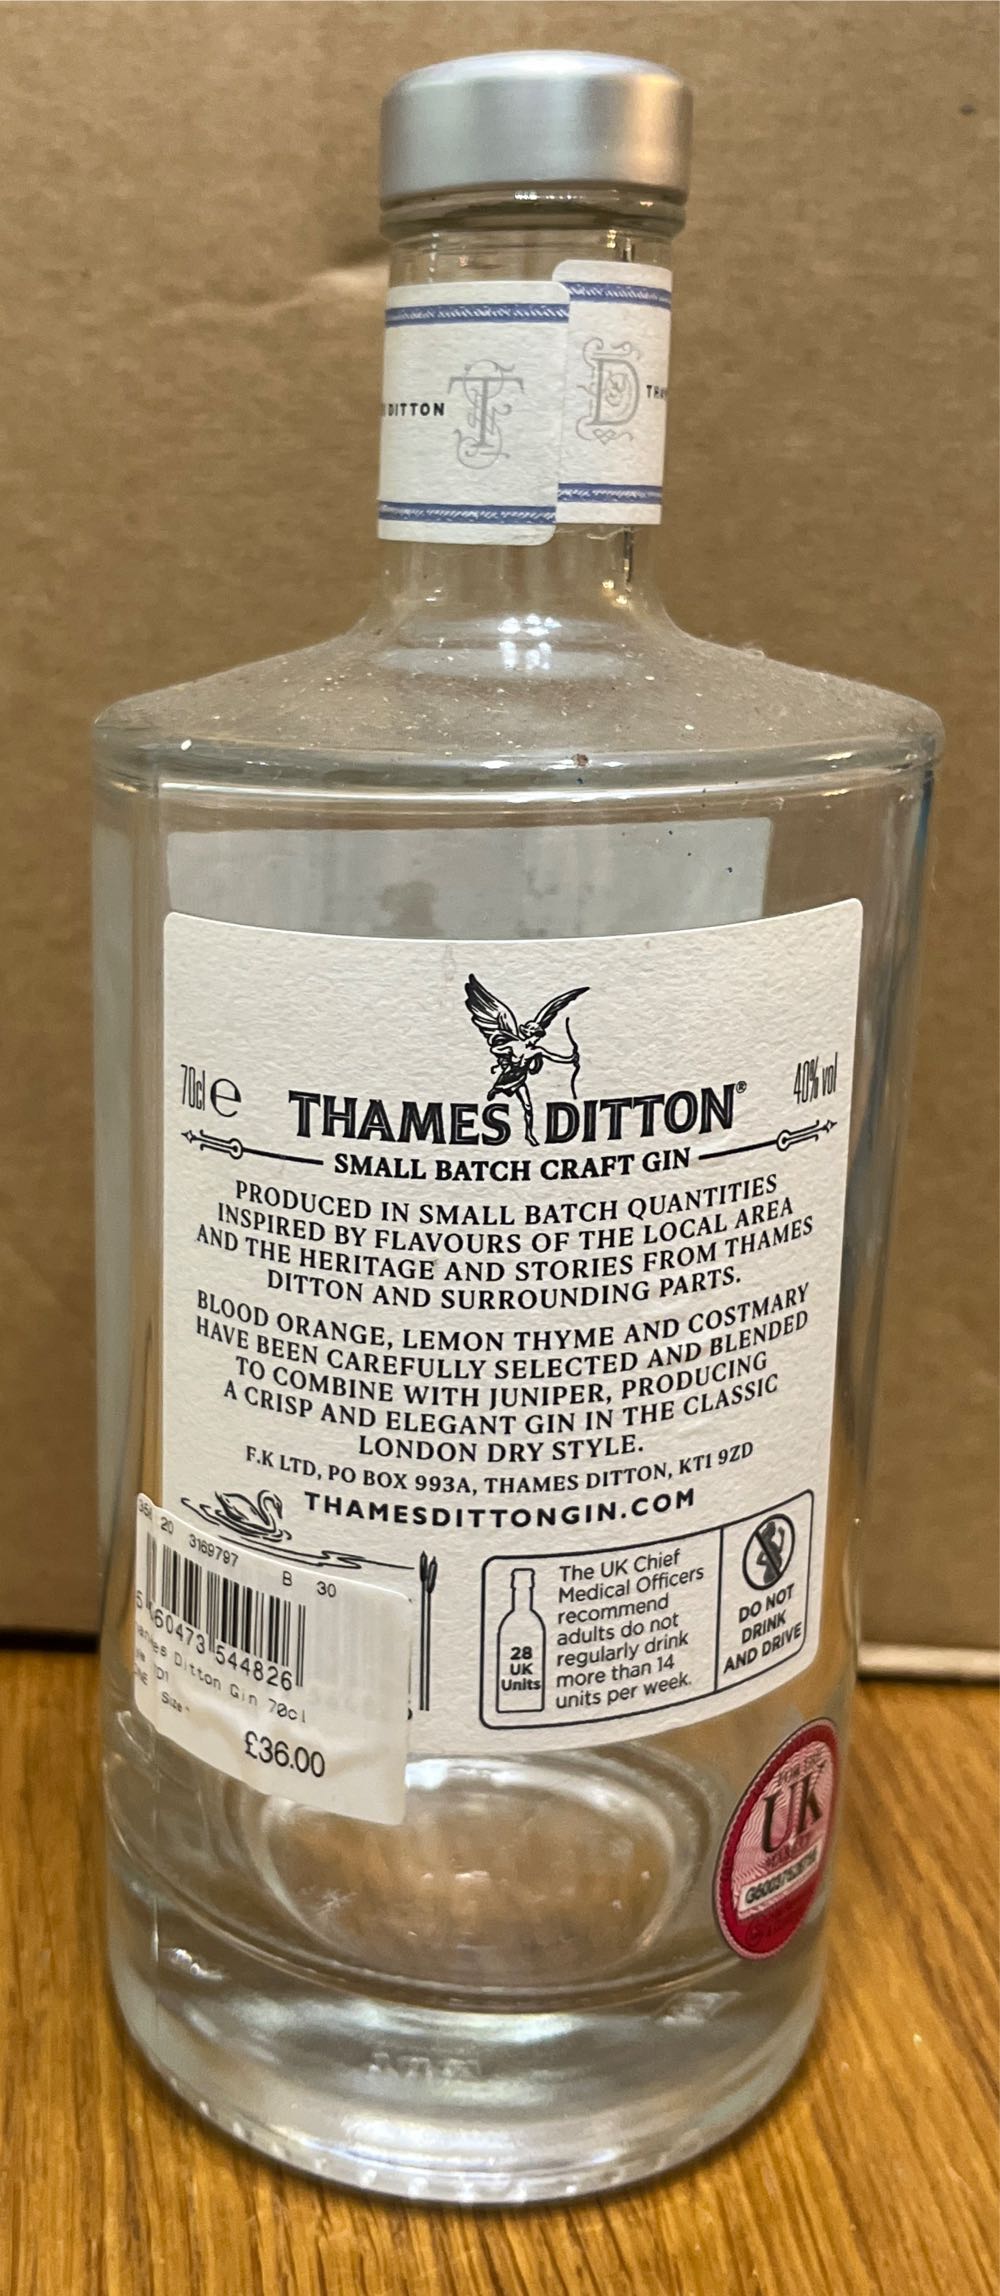 DITTON T
D
70cl e
40% vol
THAMES DITTON®
SMALL BATCH CRAFT GIN
PRODUCED IN SMALL BATCH QUANTITIES
INSPIRED BY FLAVOURS OF THE LOCAL AREA
AND THE HERITAGE AND STORIES FROM THAMES
DITTON AND SURROUNDING PARTS.
BLOOD ORANGE, LEMON THYME AND COSTMARY
HAVE BEEN CAREFULLY SELECTED AND BLENDED
TO COMBINE WITH JUNIPER, PRODUCING
A CRISP AND ELEGANT GIN IN THE CLASSIC
LONDON DRY STYLE.
F.K LTD, PO BOX 993A, THAMES DITTON, KT1 9ZD
THAMESDITTONGIN.COM
20 3169797 B 30
5 060473 544826
Ditton Gin 70cl
Size
£36.00
28
UK
Units
The UK Chief
Medical Officers
recommend
adults do not
regularly drink
more than 14
units per week.
DO NOT
DRINK
AND DRIVE
UK